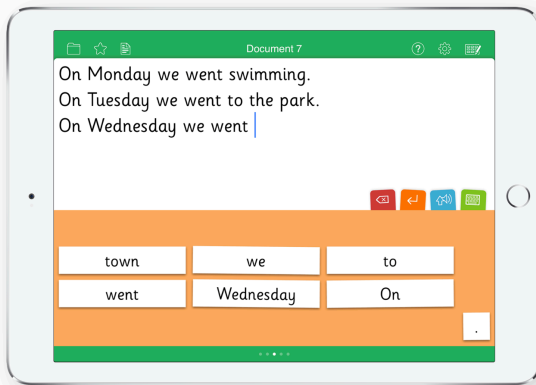 Document 7
On Monday we went swimming.
On Tuesday we went to the park.
On Wednesday we went
town we to
went Wednesday On
.